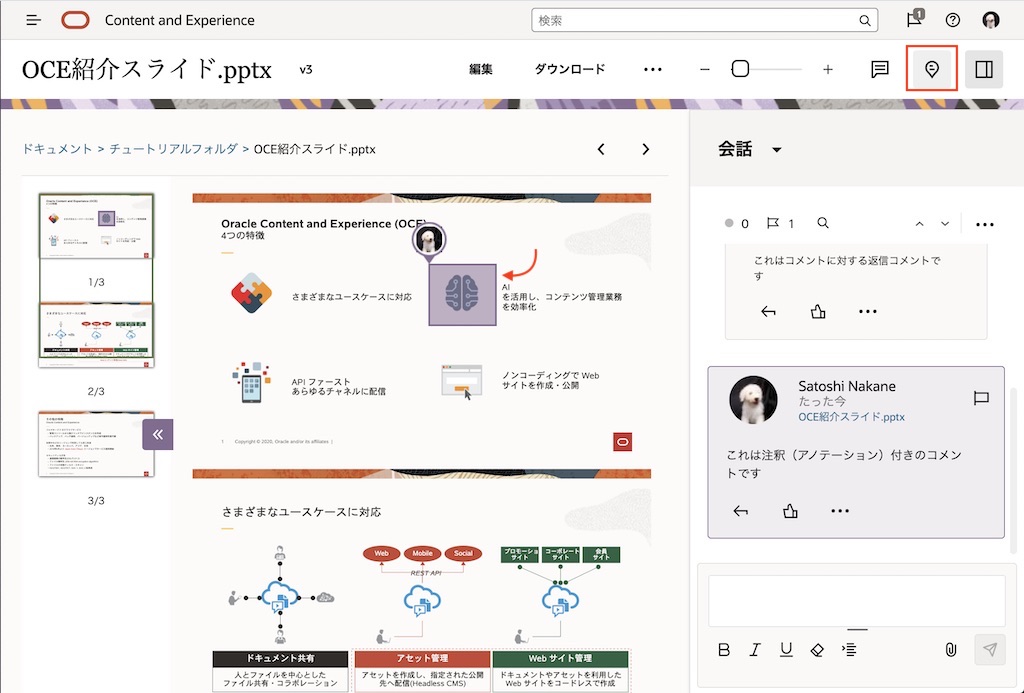 Content and Experience
検索
1
OCE紹介スライド.pptx
v3
編集
ダウンロード
ドキュメント > チュートリアルフォルダ > OCE紹介スライド.pptx
1/3
2/3
3/3
Oracle Content and Experience (OCE)
4つの特徴
さまざまなユースケースに対応
AI
を活用し、コンテンツ管理業務
を効率化
API ファースト
あらゆるチャネルに配信
ノンコーディングで Web
サイトを作成・公開
1 Copyright © 2020, Oracle and/or its affiliates |
さまざまなユースケースに対応
Web
Mobile
Social
REST API
プロモーション
サイト
コーポレート
サイト
会員
サイト
ドキュメント共有
人とファイルを中心とした
ファイル共有・コラボレーション
アセット管理
アセットを作成し、指定された公開
先へ配信(Headless CMS)
Web サイト管理
ドキュメントやアセットを利用した
Web サイトをコードレスで作成
会話
0
1
これはコメントに対する返信コメントで
す
Satoshi Nakane
たった今
OCE紹介スライド.pptx
これは注釈（アノテーション）付きのコメン
トです
B I U